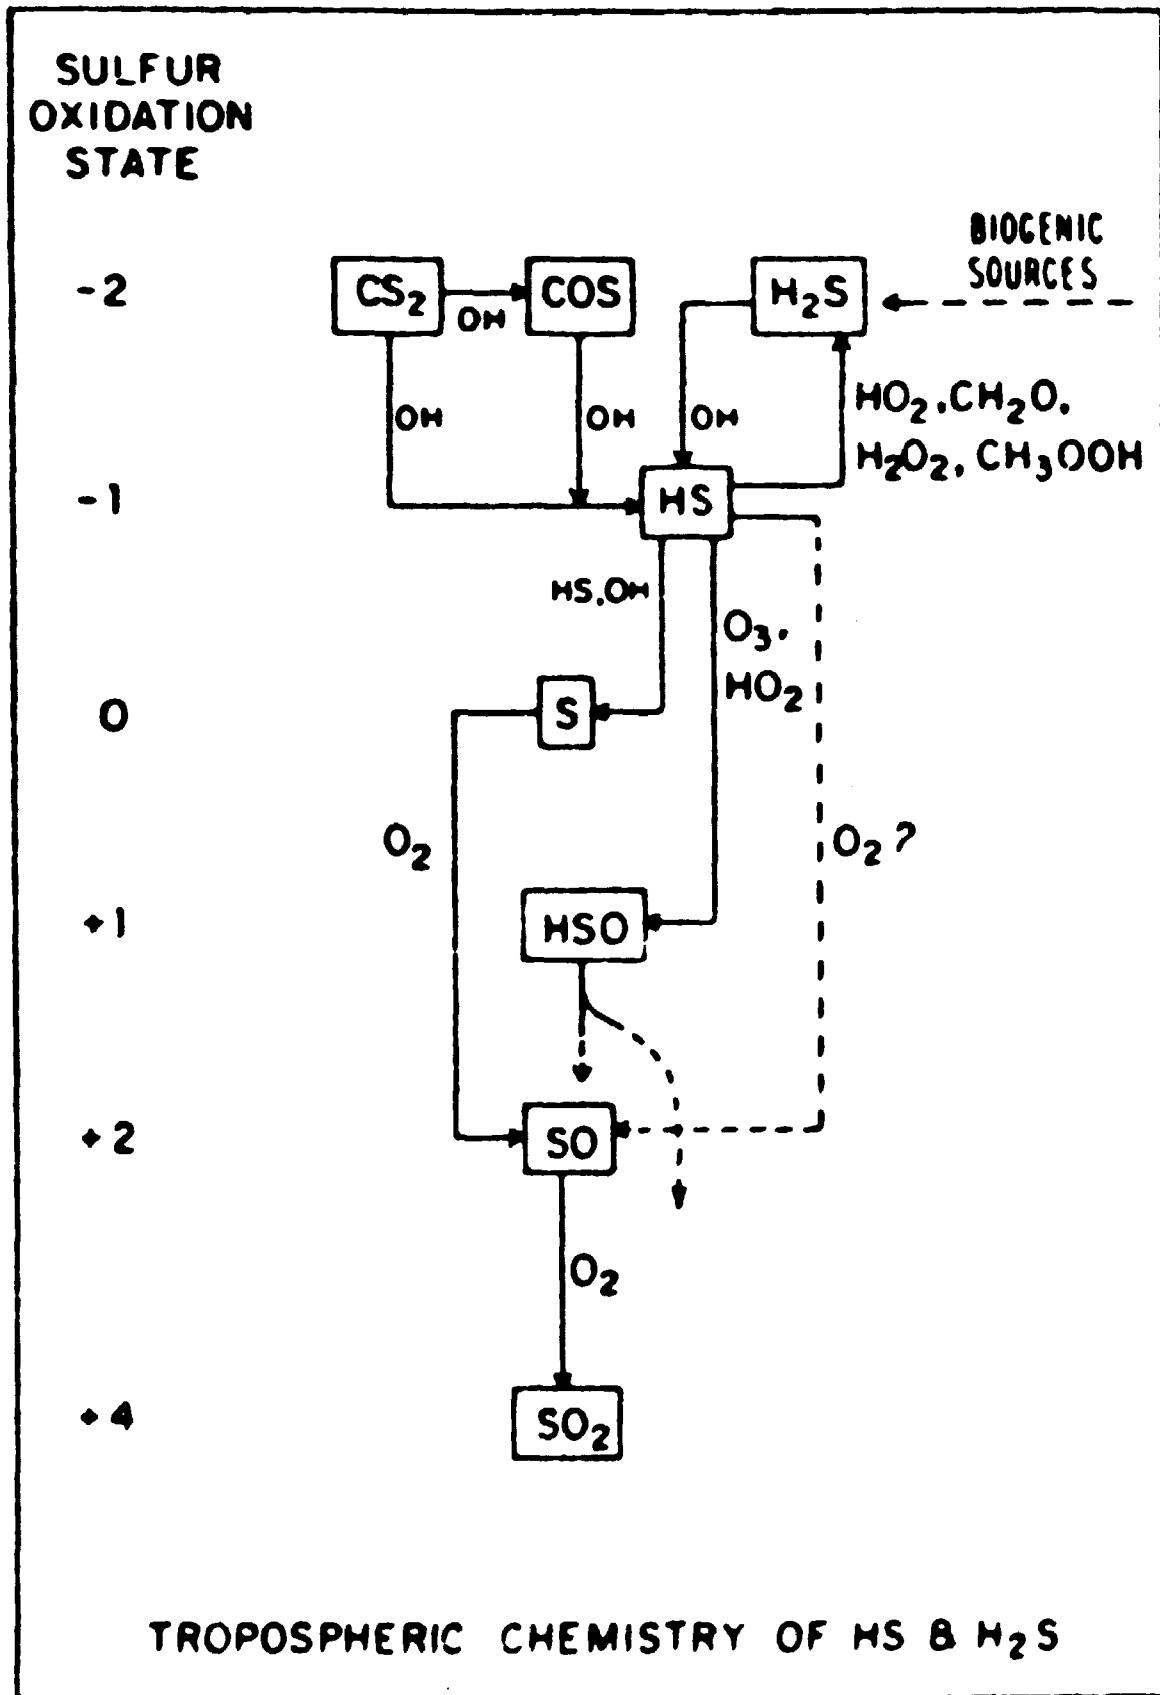 SULFUR
OXIDATION
STATE
BIOGENIC
SOURCES
-2
CS₂
OH
COS
H₂S
OH
OH
OH
HO₂,CH₂O,
H₂O₂, CH₃OOH
-1
HS
HS,OH
O₃,
HO₂
0
S
O₂
O₂?
+1
HSO
+2
SO
O₂
+4
SO₂
TROPOSPHERIC CHEMISTRY OF HS & H₂S